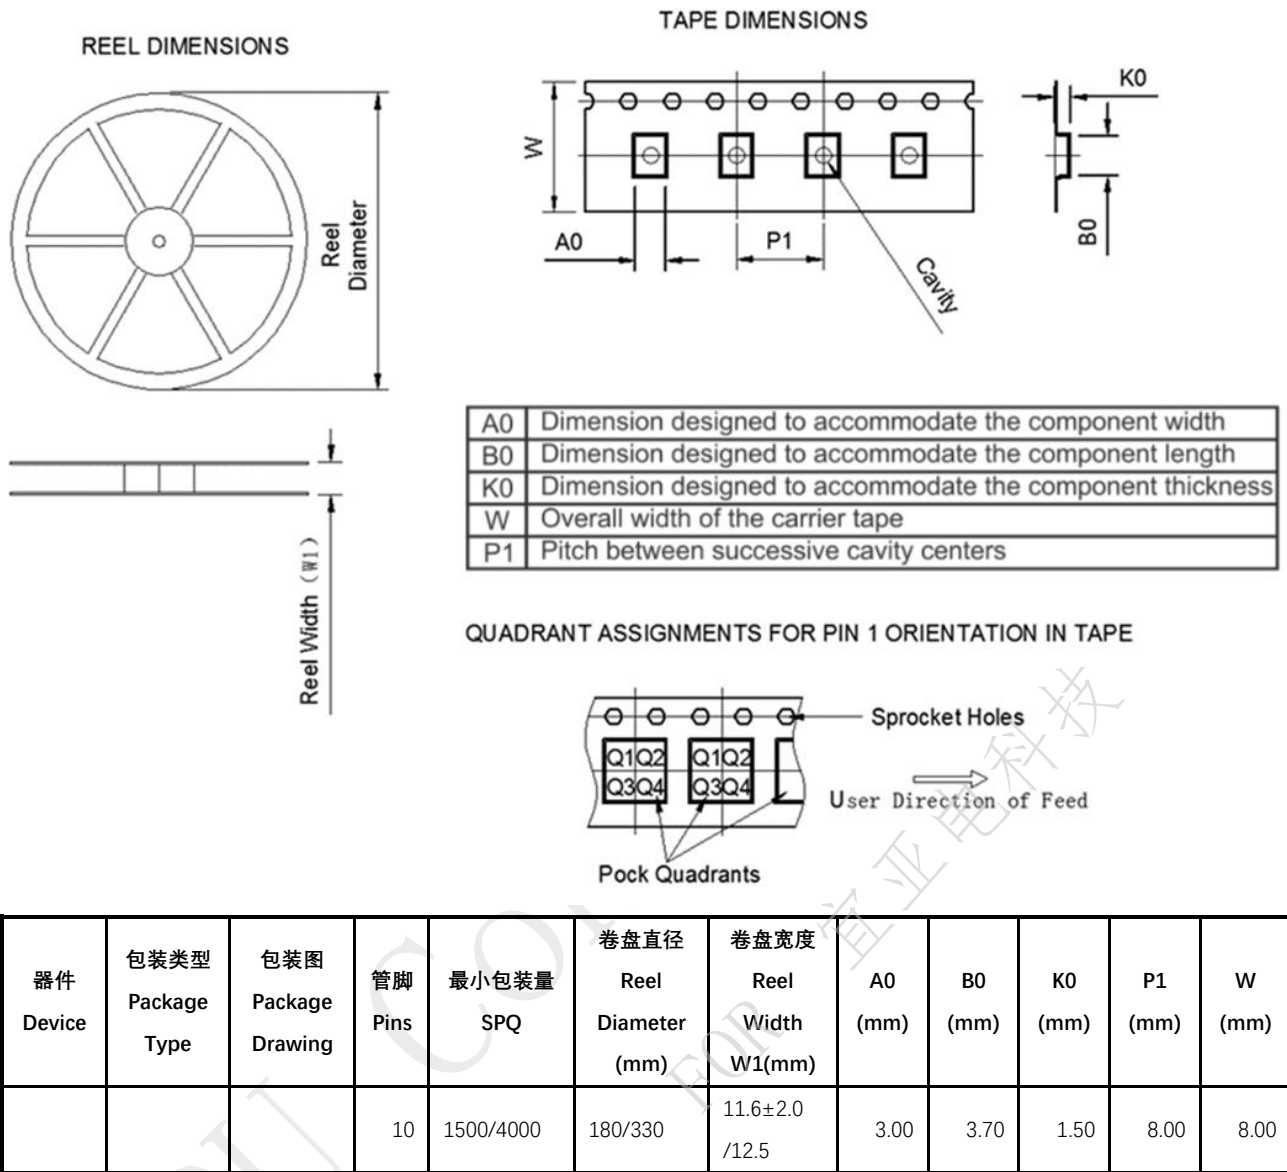 REEL DIMENSIONS
TAPE DIMENSIONS
Reel
Diameter
W
A0
P1
Cavity
K0
B0
Reel Width (W1)
A0 Dimension designed to accommodate the component width
B0 Dimension designed to accommodate the component length
K0 Dimension designed to accommodate the component thickness
W Overall width of the carrier tape
P1 Pitch between successive cavity centers
QUADRANT ASSIGNMENTS FOR PIN 1 ORIENTATION IN TAPE
Sprocket Holes
Q1 Q2 Q1 Q2
Q3 Q4 Q3 Q4
User Direction of Feed
Pock Quadrants
器件
Device
包装类型
Package
Type
包装图
Package
Drawing
管脚
Pins
最小包装量
SPQ
卷盘直径
Reel
Diameter
(mm)
卷盘宽度
Reel
Width
W1(mm)
A0
(mm)
B0
(mm)
K0
(mm)
P1
(mm)
W
(mm)
10
1500/4000
180/330
11.6±2.0
/12.5
3.00
3.70
1.50
8.00
8.00
宜亚电科技
FOR